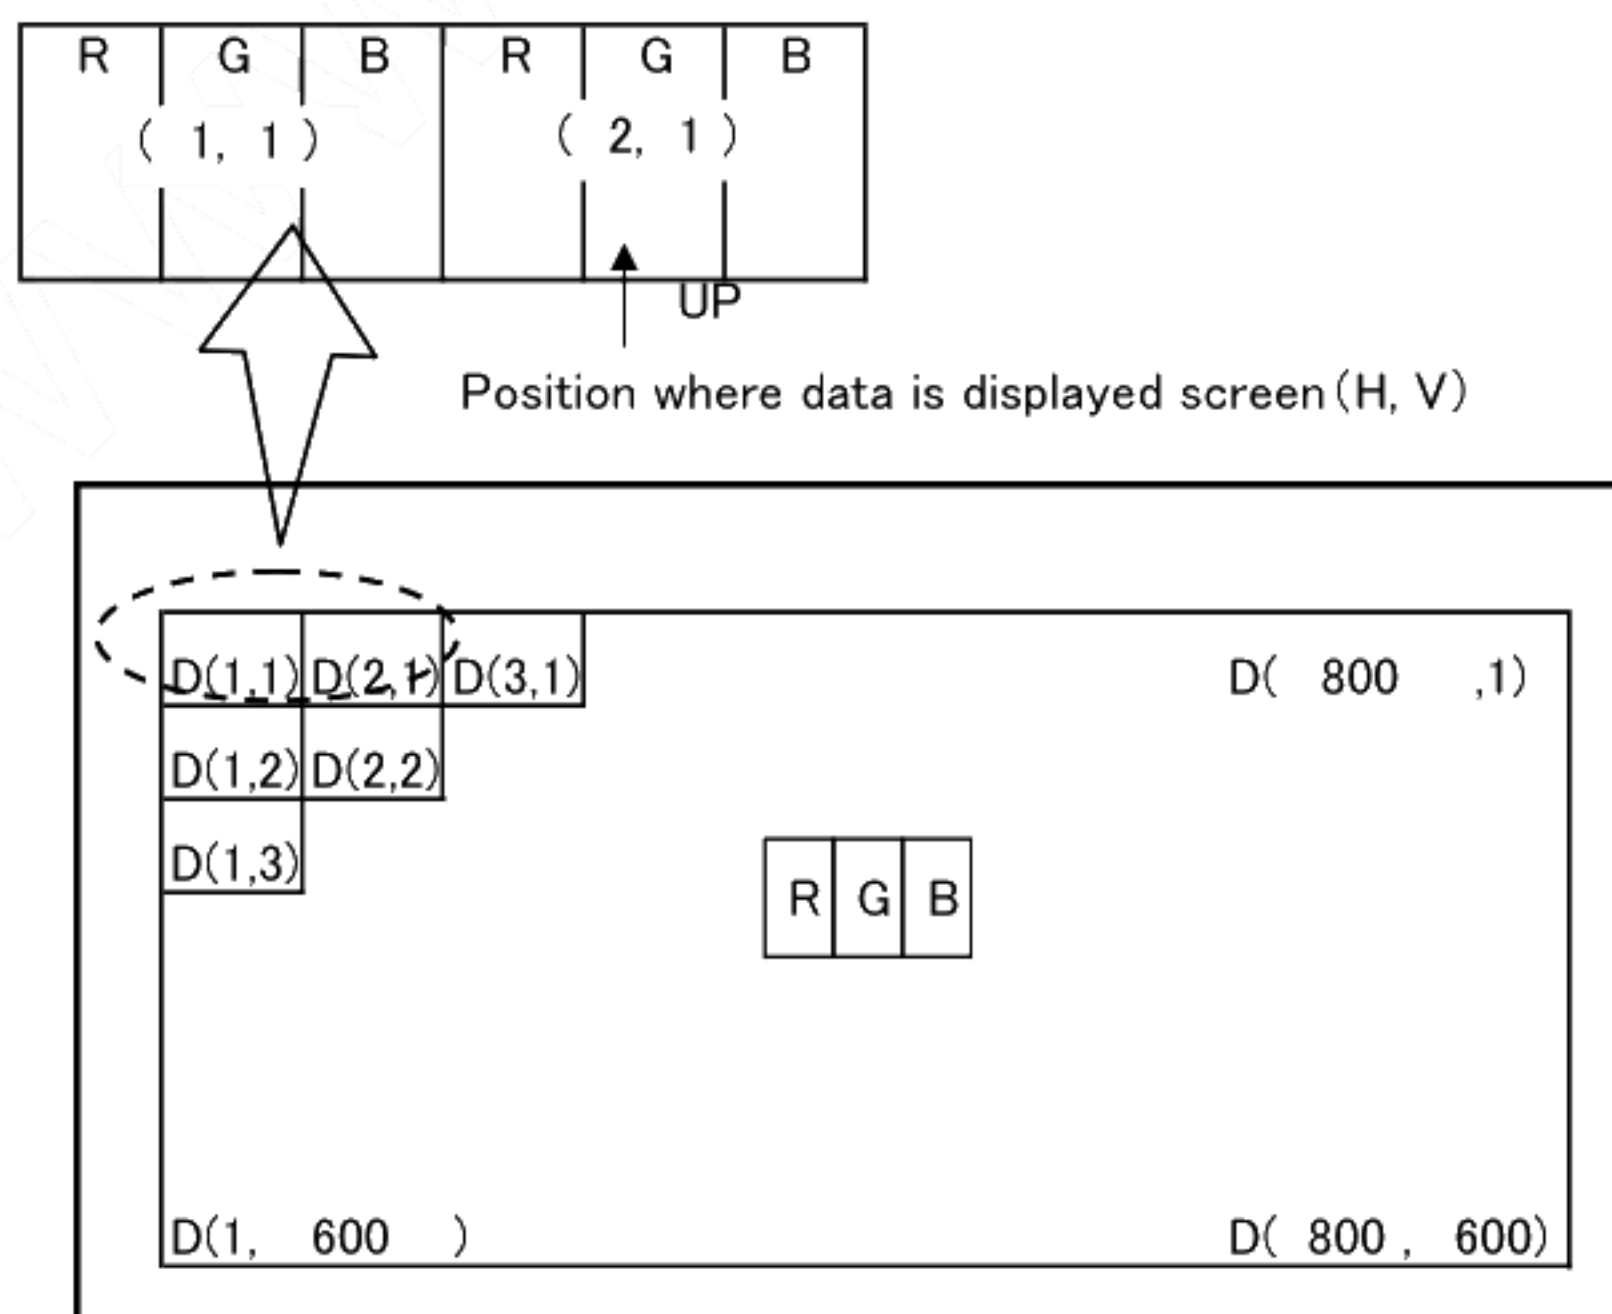 R G B R G B
( 1, 1 ) ( 2, 1 )
UP
Position where data is displayed screen(H, V)
D(1,1) D(2,1) D(3,1) D( 800 ,1)
D(1,2) D(2,2)
D(1,3)
R G B
D(1, 600 ) D( 800 , 600)